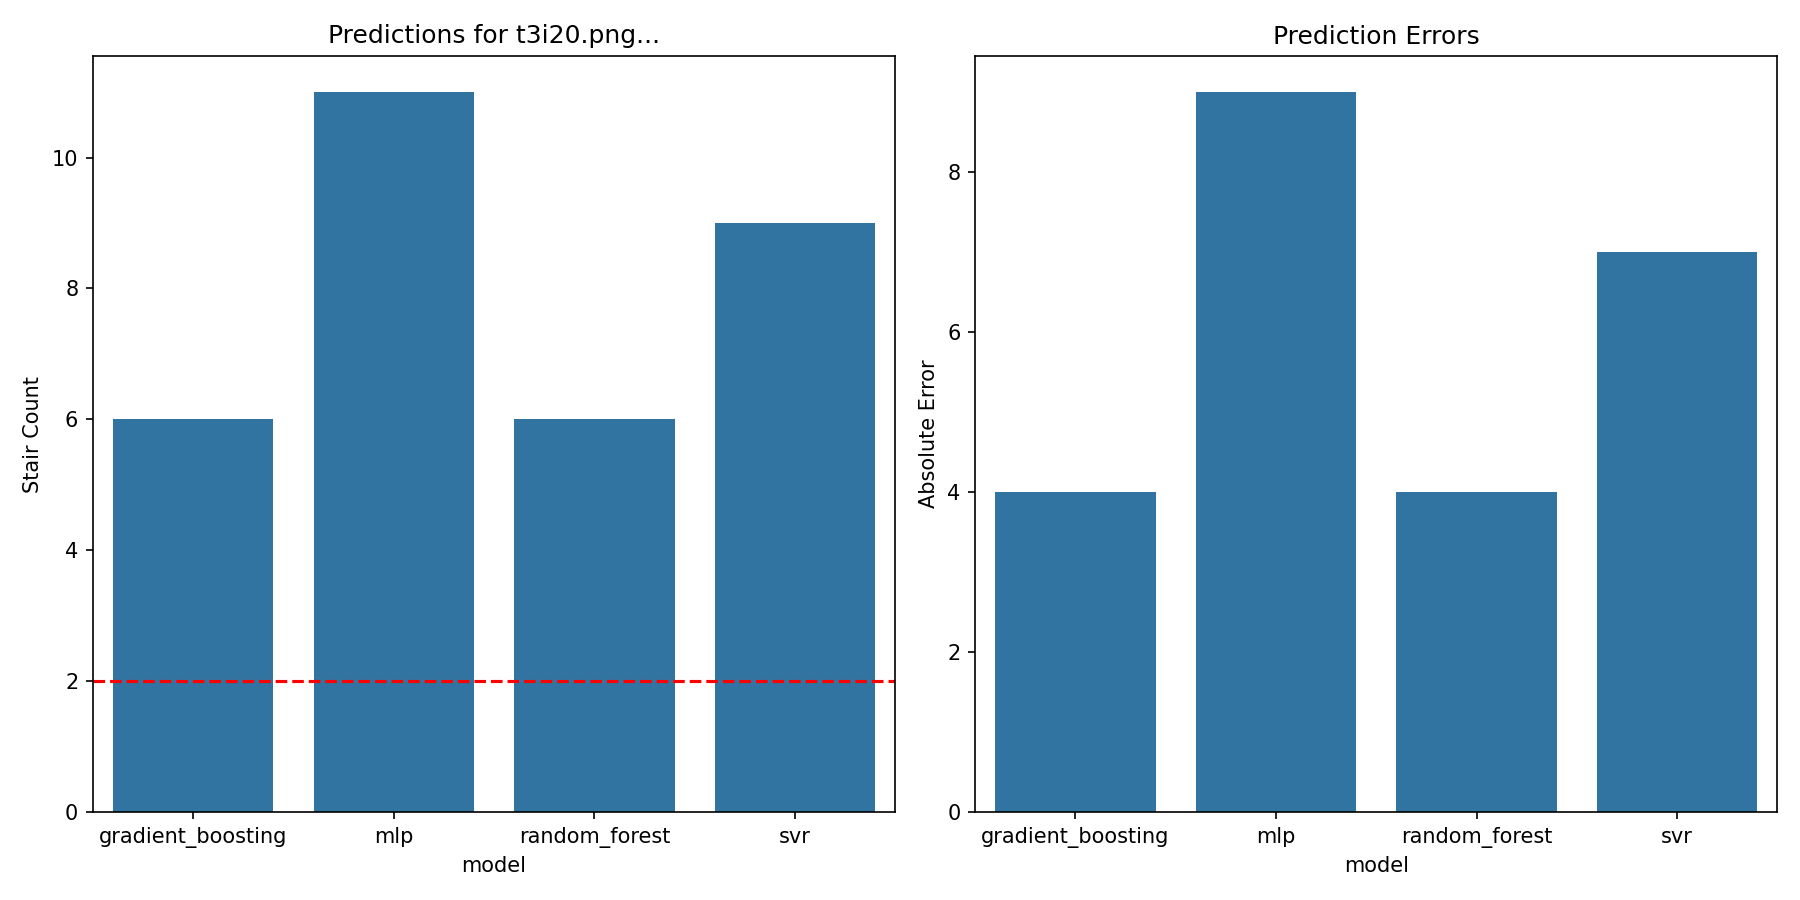 Predictions for t3i20.png...
Stair Count
10
8
6
4
2
0
gradient_boosting mlp random_forest svr
model
Prediction Errors
Absolute Error
8
6
4
2
0
gradient_boosting mlp random_forest svr
model